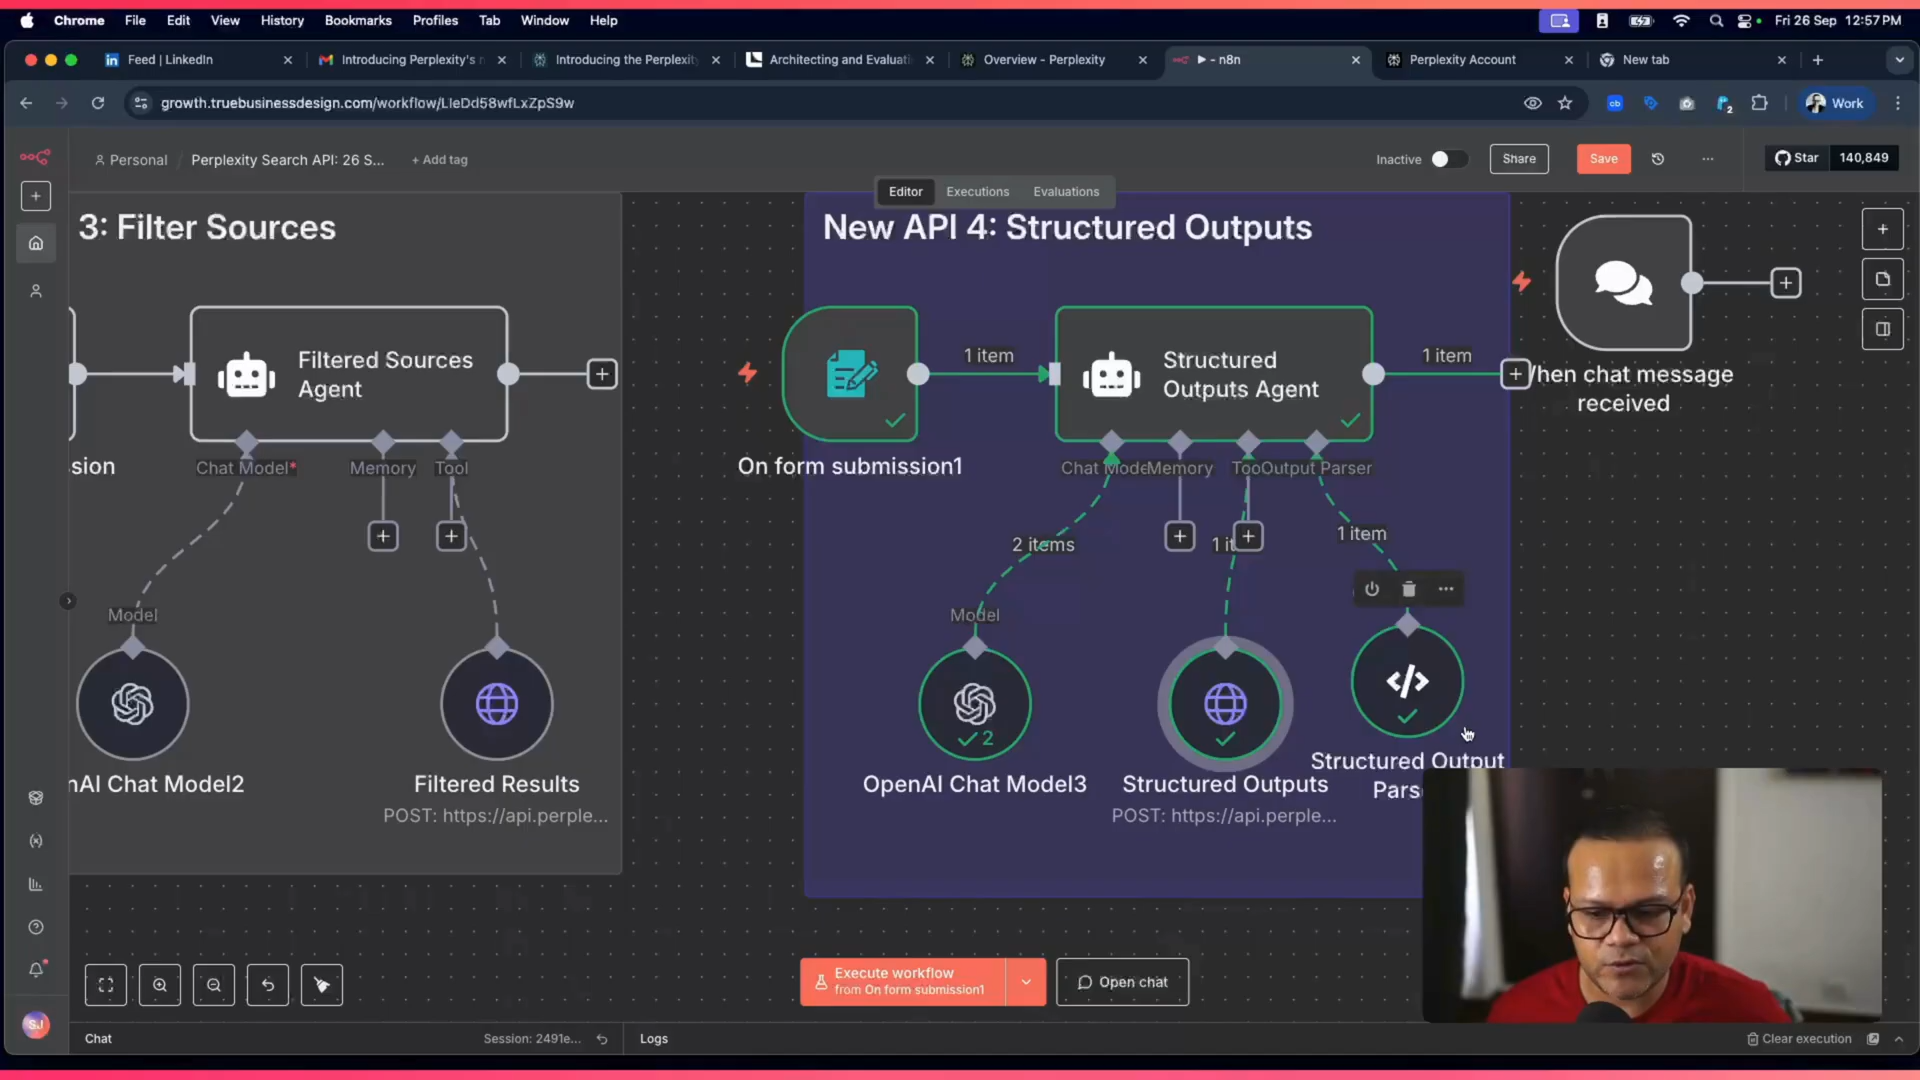 Chrome File Edit View History Bookmarks Profiles Tab Window Help
Fri 26 Sep 12:57 PM
Feed | LinkedIn
Introducing Perplexity's n
Introducing the Perplexity
Architecting and Evaluati
Overview - Perplexity
- n8n
Perplexity Account
New tab
growth.truebusinessdesign.com/workflow/LIeDd58wfLxZpS9w
2
Work
Personal / Perplexity Search API: 26 S... + Add tag
Inactive
Share
Save
Star 140,849
Editor Executions Evaluations
3: Filter Sources
New API 4: Structured Outputs
Filtered Sources
Agent
1 item
Structured
Outputs Agent
1 item
hen chat message
received
sion
Chat Model*
Memory
Tool
On form submission1
Chat Mode
Memory
Too
Output Parser
2 items
1 it
1 item
Model
Model
2
nAI Chat Model2
Filtered Results
POST: https://api.perple...
OpenAI Chat Model3
Structured Outputs
POST: https://api.perple...
Structured Output
Pars
Execute workflow
from On form submission1
Open chat
SJ
Chat
Session: 2491e...
Logs
Clear execution